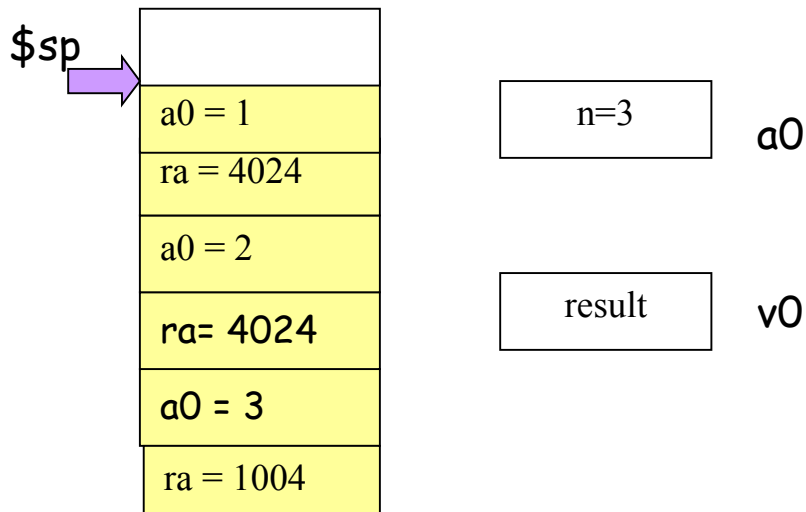 $sp
a0 = 1
ra = 4024
a0 = 2
ra= 4024
a0 = 3
ra = 1004
n=3
a0
result
v0